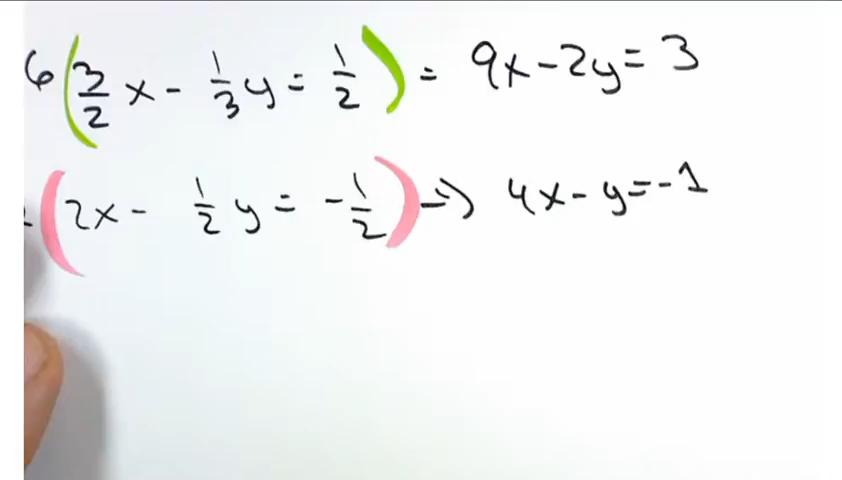 6(3/2 x - 1/3 y = 1/2) = 9x - 2y = 3
(2x - 1/2 y = - 1/2) => 4x - y = - 1